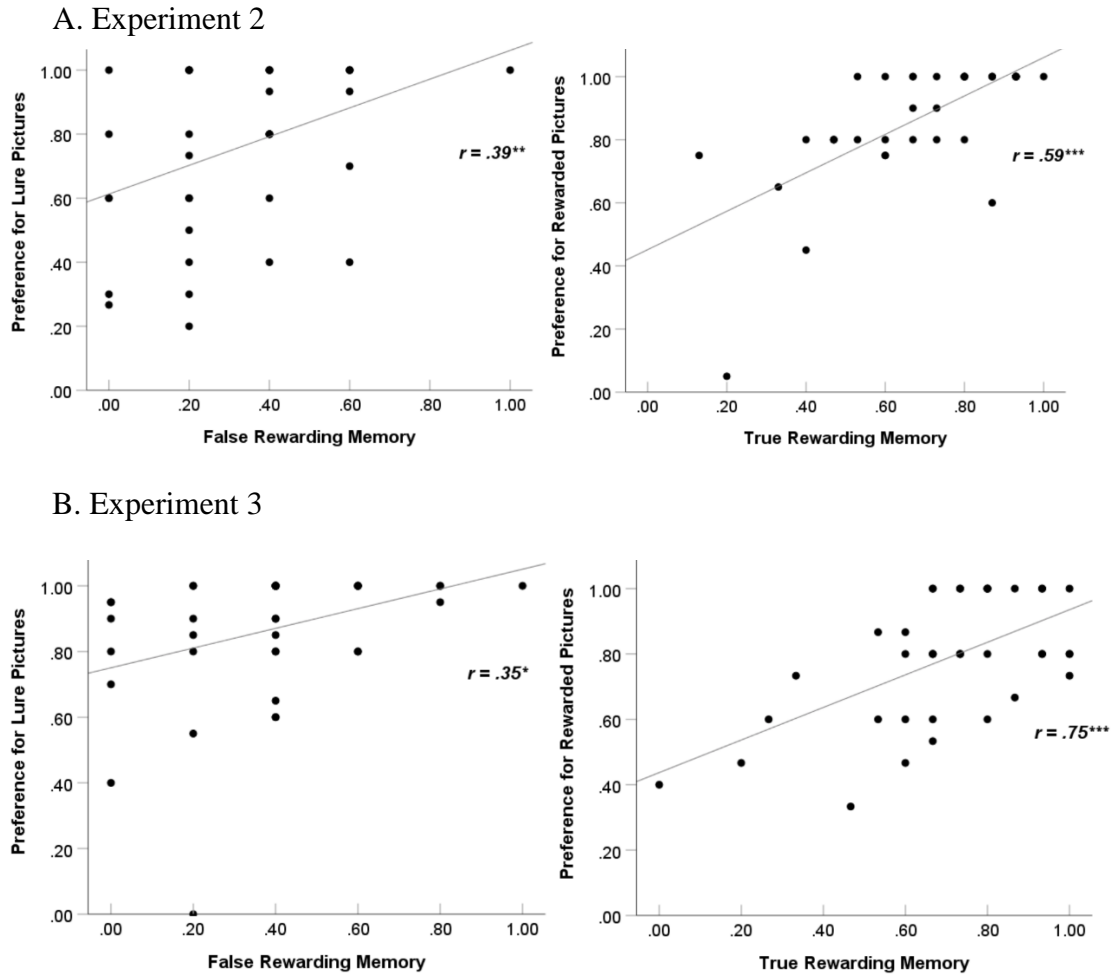 A. Experiment 2
Preference for Lure Pictures
1.00
.80
.60
.40
.20
.00
r = .39**
.00 .20 .40 .60 .80 1.00
False Rewarding Memory
Preference for Rewarded Pictures
1.00
.80
.60
.40
.20
.00
r = .59***
.00 .20 .40 .60 .80 1.00
True Rewarding Memory
B. Experiment 3
Preference for Lure Pictures
1.00
.80
.60
.40
.20
.00
r = .35*
.00 .20 .40 .60 .80 1.00
False Rewarding Memory
Preference for Rewarded Pictures
1.00
.80
.60
.40
.20
.00
r = .75***
.00 .20 .40 .60 .80 1.00
True Rewarding Memory